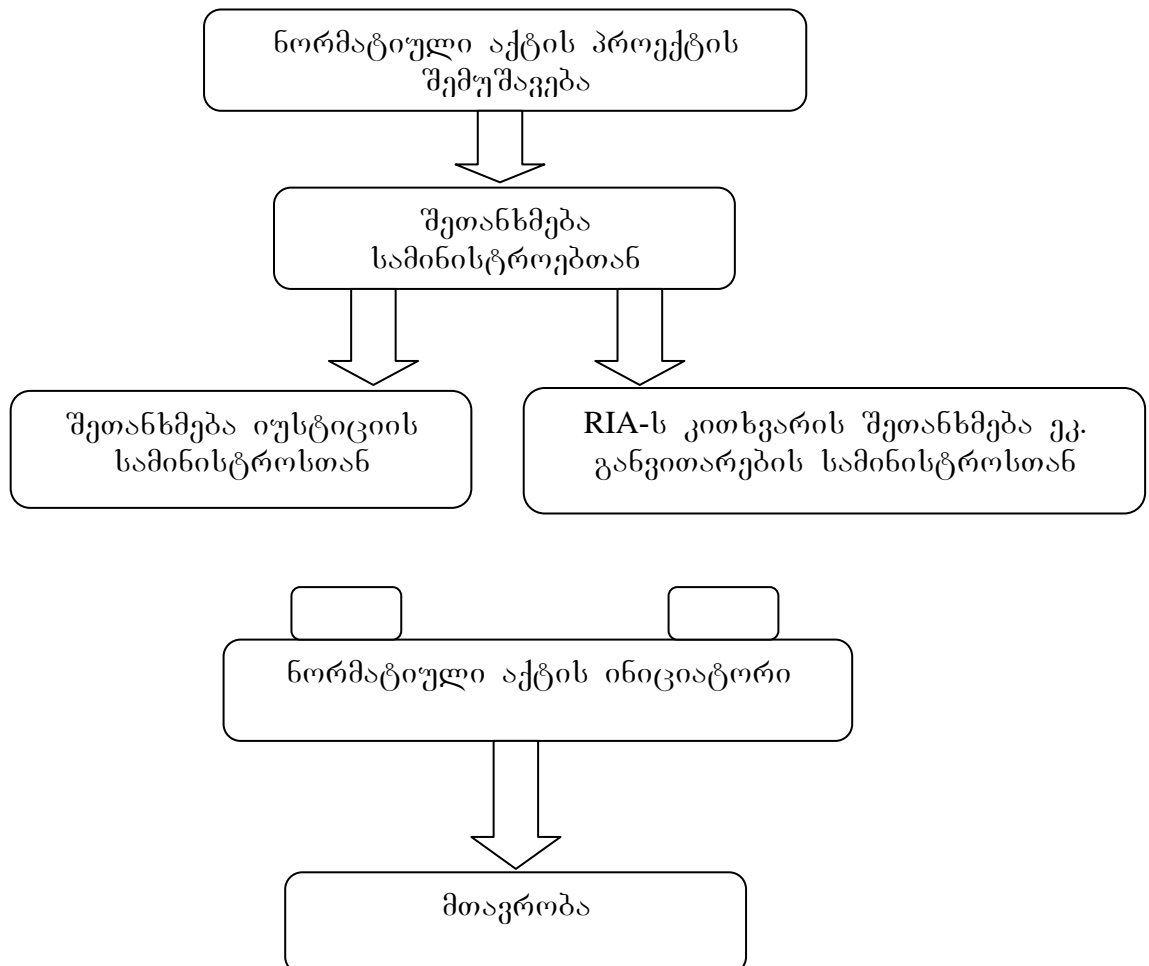 ნორმატიული აქტის პროექტის
შემუშავება
შეთანხმება
სამინისტროებთან
შეთანხმება იუსტიციის
სამინისტროსთან
RIA-ს კითხვარის შეთანხმება ეკ.
განვითარების სამინისტროსთან
ნორმატიული აქტის ინიციატორი
მთავრობა